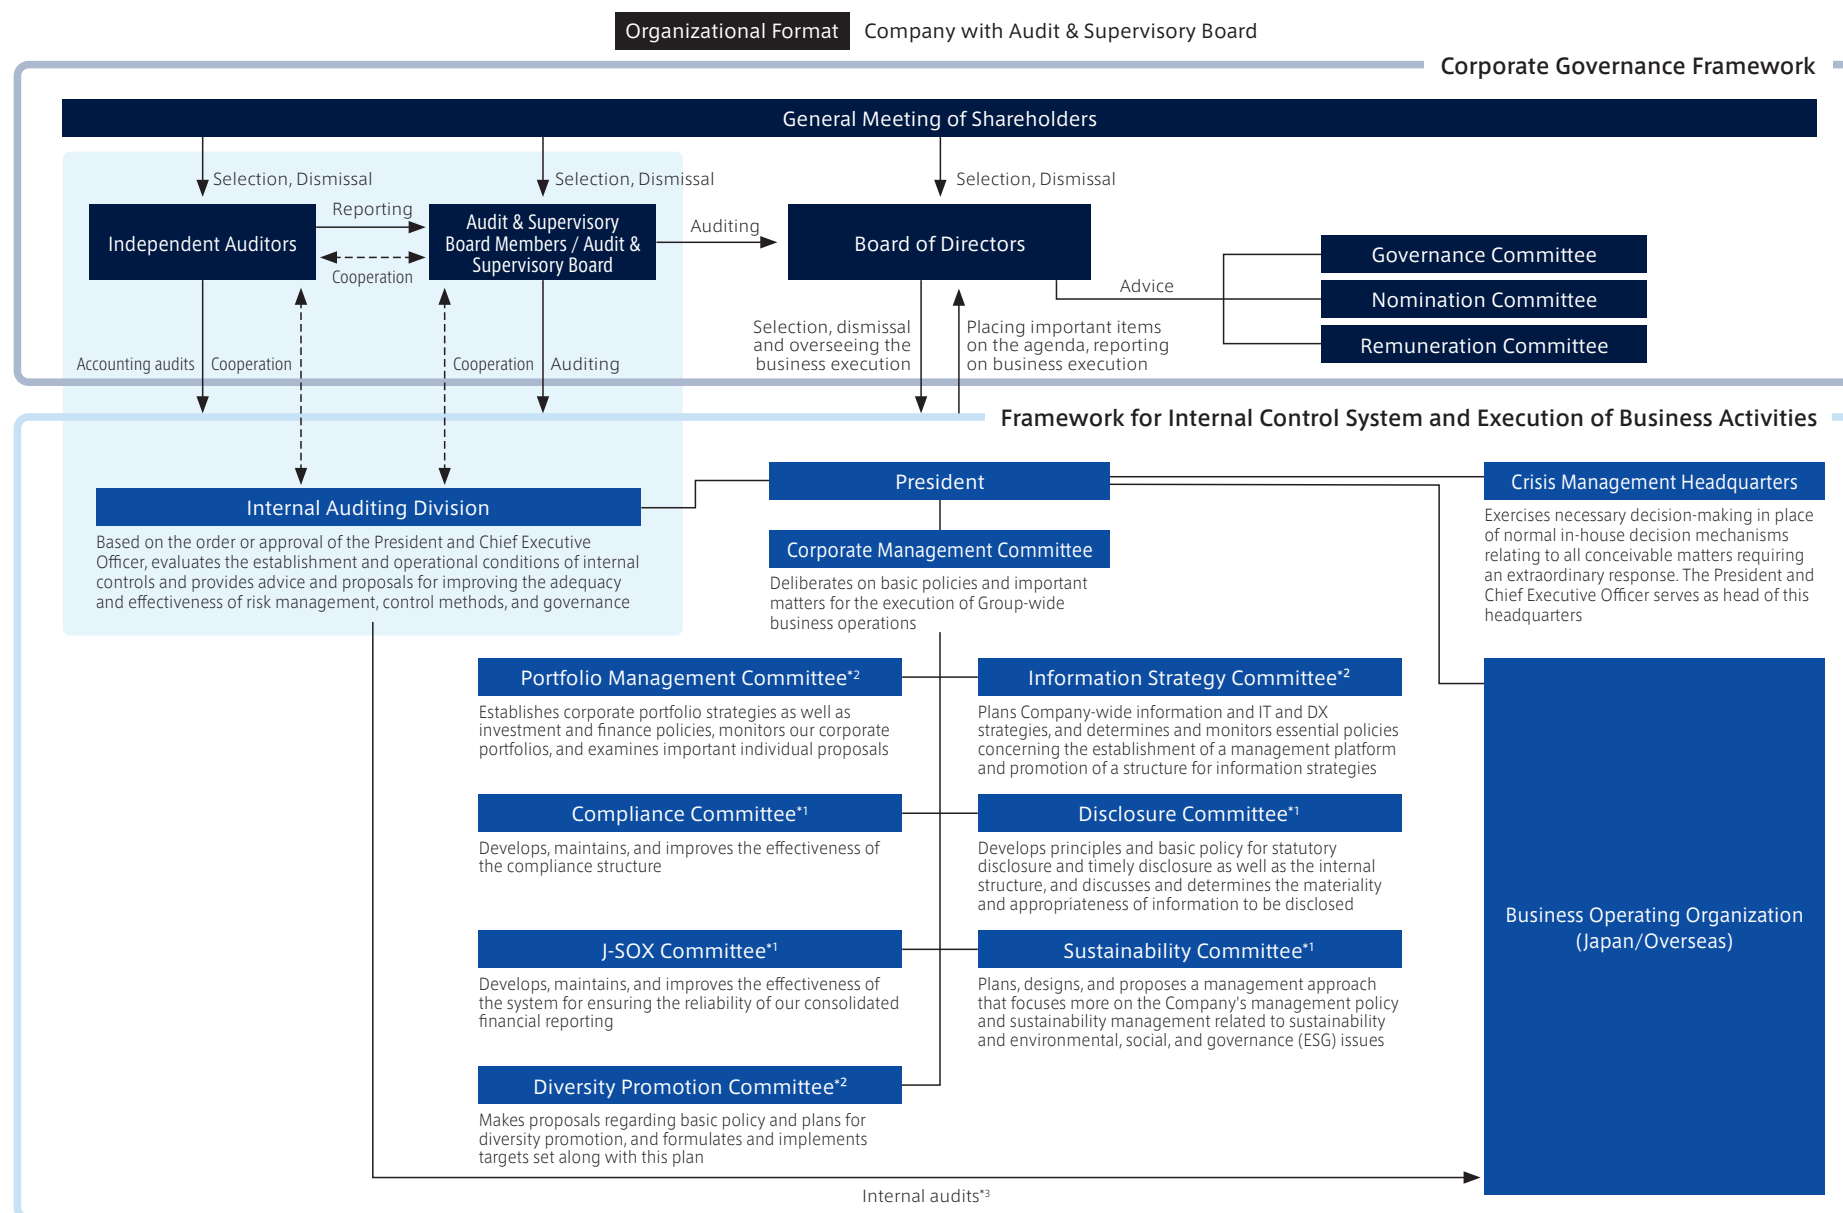 Organizational Format
Company with Audit & Supervisory Board
Corporate Governance Framework
General Meeting of Shareholders
Selection, Dismissal
Selection, Dismissal
Selection, Dismissal
Independent Auditors
Reporting
Cooperation
Audit & Supervisory
Board Members / Audit &
Supervisory Board
Auditing
Board of Directors
Advice
Governance Committee
Nomination Committee
Remuneration Committee
Accounting audits
Cooperation
Cooperation
Auditing
Selection, dismissal
and overseeing the
business execution
Placing important items
on the agenda, reporting
on business execution
Framework for Internal Control System and Execution of Business Activities
Internal Auditing Division
Based on the order or approval of the President and Chief Executive
Officer, evaluates the establishment and operational conditions of internal
controls and provides advice and proposals for improving the adequacy
and effectiveness of risk management, control methods, and governance
President
Corporate Management Committee
Deliberates on basic policies and important
matters for the execution of Group-wide
business operations
Crisis Management Headquarters
Exercises necessary decision-making in place
of normal in-house decision mechanisms
relating to all conceivable matters requiring
an extraordinary response. The President and
Chief Executive Officer serves as head of this
headquarters
Portfolio Management Committee*2
Establishes corporate portfolio strategies as well as
investment and finance policies, monitors our corporate
portfolios, and examines important individual proposals
Information Strategy Committee*2
Plans Company-wide information and IT and DX
strategies, and determines and monitors essential policies
concerning the establishment of a management platform
and promotion of a structure for information strategies
Compliance Committee*1
Develops, maintains, and improves the effectiveness of
the compliance structure
Disclosure Committee*1
Develops principles and basic policy for statutory
disclosure and timely disclosure as well as the internal
structure, and discusses and determines the materiality
and appropriateness of information to be disclosed
J-SOX Committee*1
Develops, maintains, and improves the effectiveness of
the system for ensuring the reliability of our consolidated
financial reporting
Sustainability Committee*1
Plans, designs, and proposes a management approach
that focuses more on the Company's management policy
and sustainability management related to sustainability
and environmental, social, and governance (ESG) issues
Diversity Promotion Committee*2
Makes proposals regarding basic policy and plans for
diversity promotion, and formulates and implements
targets set along with this plan
Business Operating Organization
(Japan/Overseas)
Internal audits*3